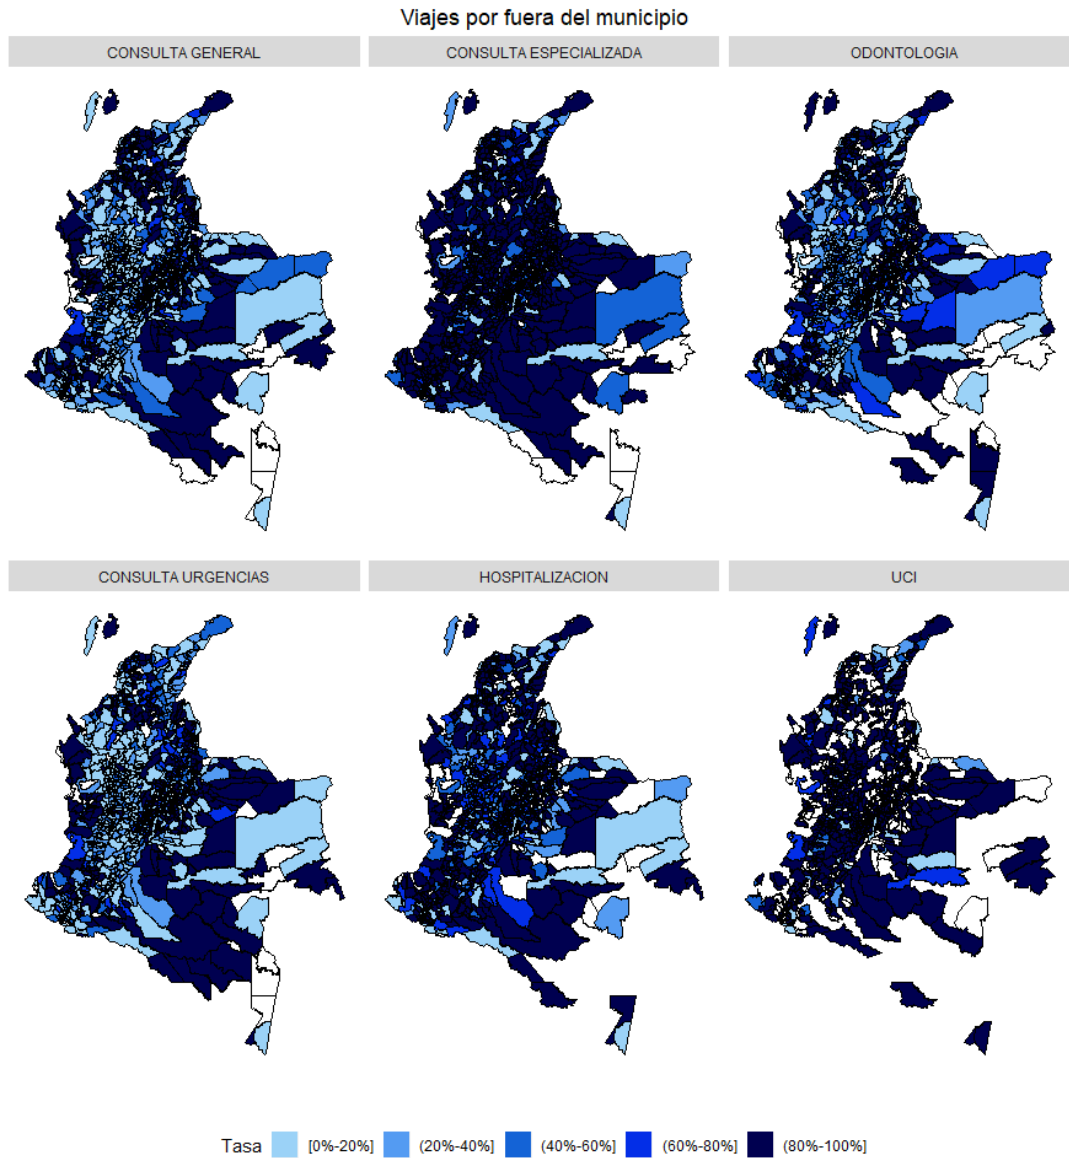 Viajes por fuera del municipio
CONSULTA GENERAL
CONSULTA ESPECIALIZADA
ODONTOLOGIA
CONSULTA URGENCIAS
HOSPITALIZACION
UCI
Tasa [0%-20%] (20%-40%] (40%-60%] (60%-80%] (80%-100%]